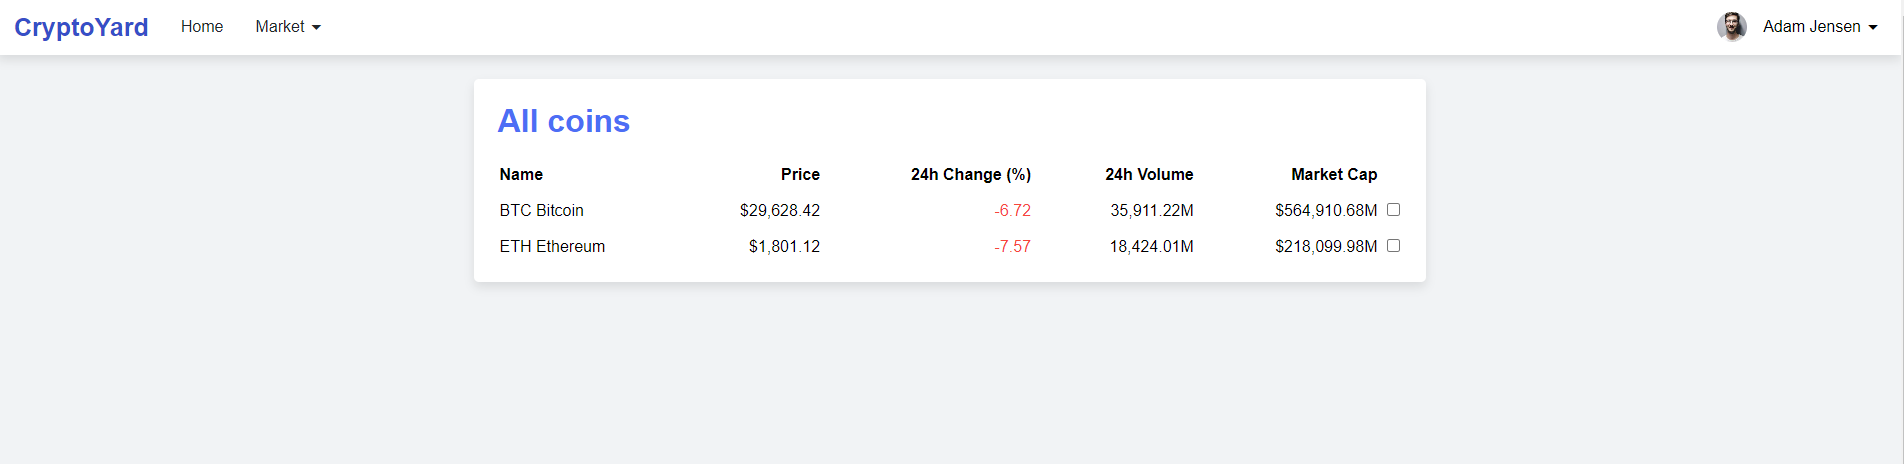 CryptoYard Home Market Adam Jensen
All coins
Name Price 24h Change (%) 24h Volume Market Cap
BTC Bitcoin $29,628.42 -6.72 35,911.22M $564,910.68M
ETH Ethereum $1,801.12 -7.57 18,424.01M $218,099.98M